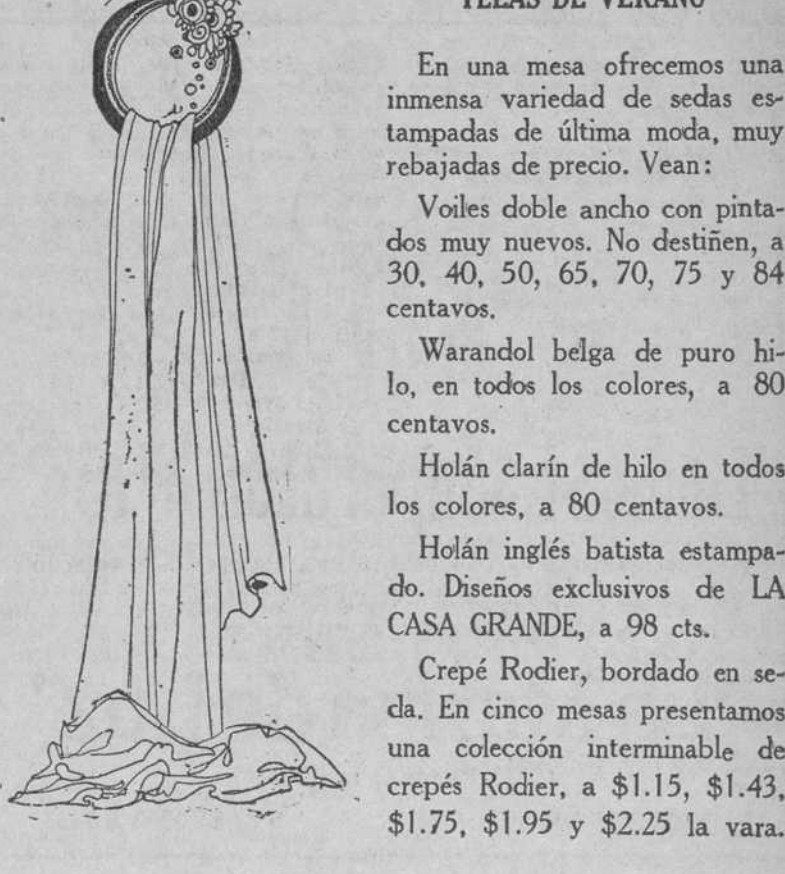 TELAS DE VERANO
En una mesa ofrecemos una
inmensa variedad de sedas es-
tampadas de última moda, muy
rebajadas de precio. Vean:
Voiles doble ancho con pinta-
dos muy nuevos. No destiñen, a
30, 40, 50, 65, 70, 75 y 84
centavos.
Warandol belga de puro hi-
lo, en todos los colores, a 80
centavos.
Holán clarín de hilo en todos
los colores, a 80 centavos.
Holán inglés batista estampa-
do. Diseños exclusivos de LA
CASA GRANDE, a 98 cts.
Crepé Rodier, bordado en se-
da. En cinco mesas presentamos
una colección interminable de
crepés Rodier, a $1.15, $1.43,
$1.75, $1.95 y $2.25 la vara.